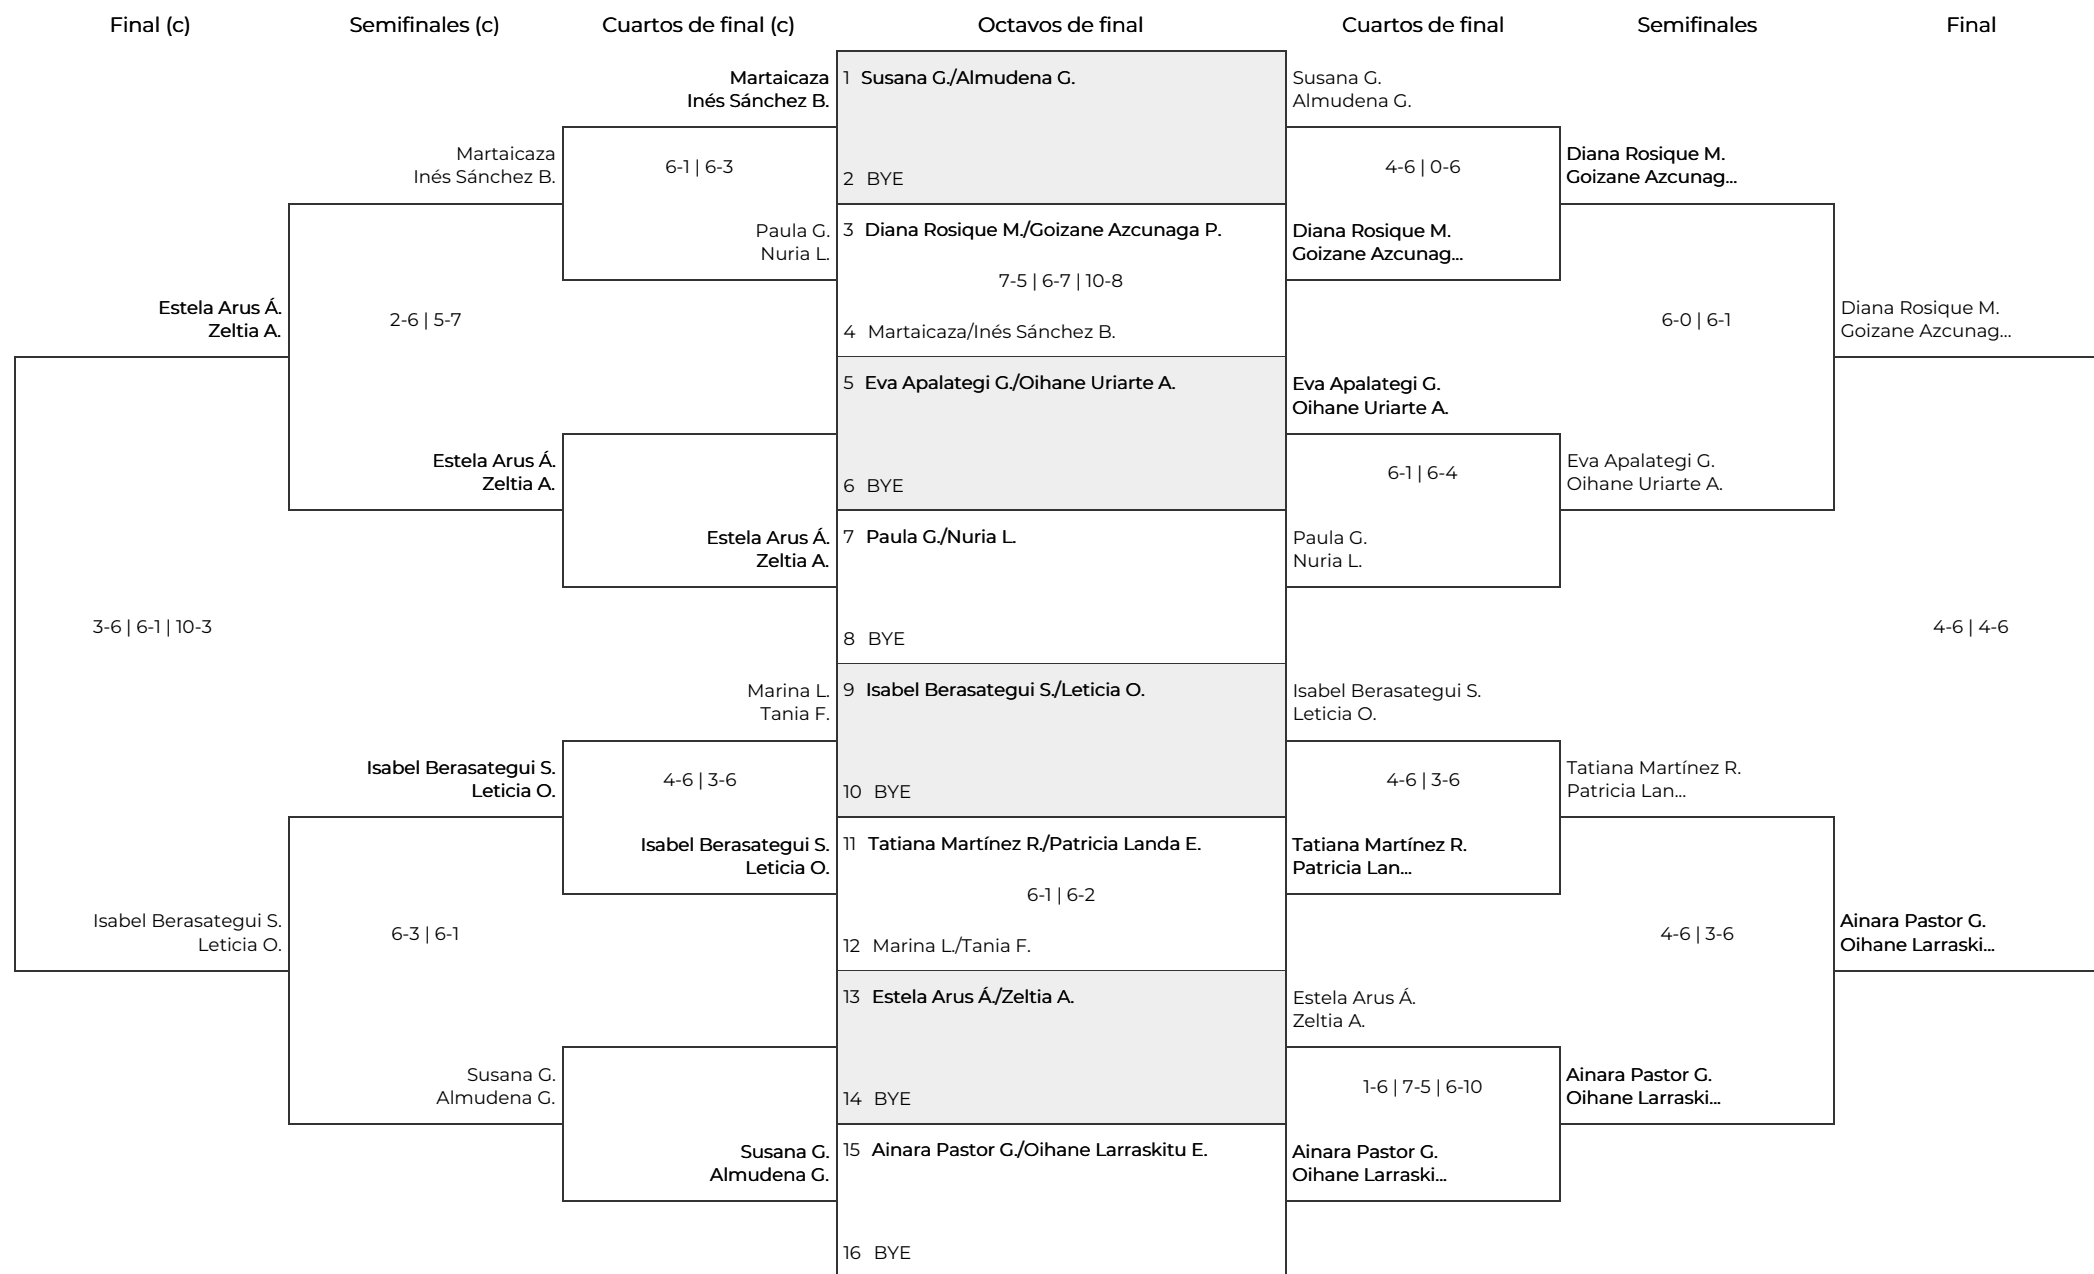 Final (c)
Semifinales (c)
Cuartos de final (c)
Octavos de final
Cuartos de final
Semifinales
Final
Estela Arus Á.
Zeltia A.
3-6 | 6-1 | 10-3
Isabel Berasategui S.
Leticia O.
Martaicaza
Inés Sánchez B.
2-6 | 5-7
Estela Arus Á.
Zeltia A.
Isabel Berasategui S.
Leticia O.
6-3 | 6-1
Susana G.
Almudena G.
Martaicaza
Inés Sánchez B.
6-1 | 6-3
Paula G.
Nuria L.
Estela Arus Á.
Zeltia A.
Marina L.
Tania F.
4-6 | 3-6
Isabel Berasategui S.
Leticia O.
Susana G.
Almudena G.
1 Susana G./Almudena G.
2 BYE
3 Diana Rosique M./Goizane Azcunaga P.
7-5 | 6-7 | 10-8
4 Martaicaza/Inés Sánchez B.
5 Eva Apalategi G./Oihane Uriarte A.
6 BYE
7 Paula G./Nuria L.
8 BYE
9 Isabel Berasategui S./Leticia O.
10 BYE
11 Tatiana Martínez R./Patricia Landa E.
6-1 | 6-2
12 Marina L./Tania F.
13 Estela Arus Á./Zeltia A.
14 BYE
15 Ainara Pastor G./Oihane Larraskitu E.
16 BYE
Susana G.
Almudena G.
4-6 | 0-6
Diana Rosique M.
Goizane Azcunag...
Eva Apalategi G.
Oihane Uriarte A.
6-1 | 6-4
Paula G.
Nuria L.
Isabel Berasategui S.
Leticia O.
4-6 | 3-6
Tatiana Martínez R.
Patricia Lan...
Estela Arus Á.
Zeltia A.
1-6 | 7-5 | 6-10
Ainara Pastor G.
Oihane Larraski...
Diana Rosique M.
Goizane Azcunag...
6-0 | 6-1
Eva Apalategi G.
Oihane Uriarte A.
Tatiana Martínez R.
Patricia Lan...
4-6 | 3-6
Ainara Pastor G.
Oihane Larraski...
Diana Rosique M.
Goizane Azcunag...
4-6 | 4-6
Ainara Pastor G.
Oihane Larraski...